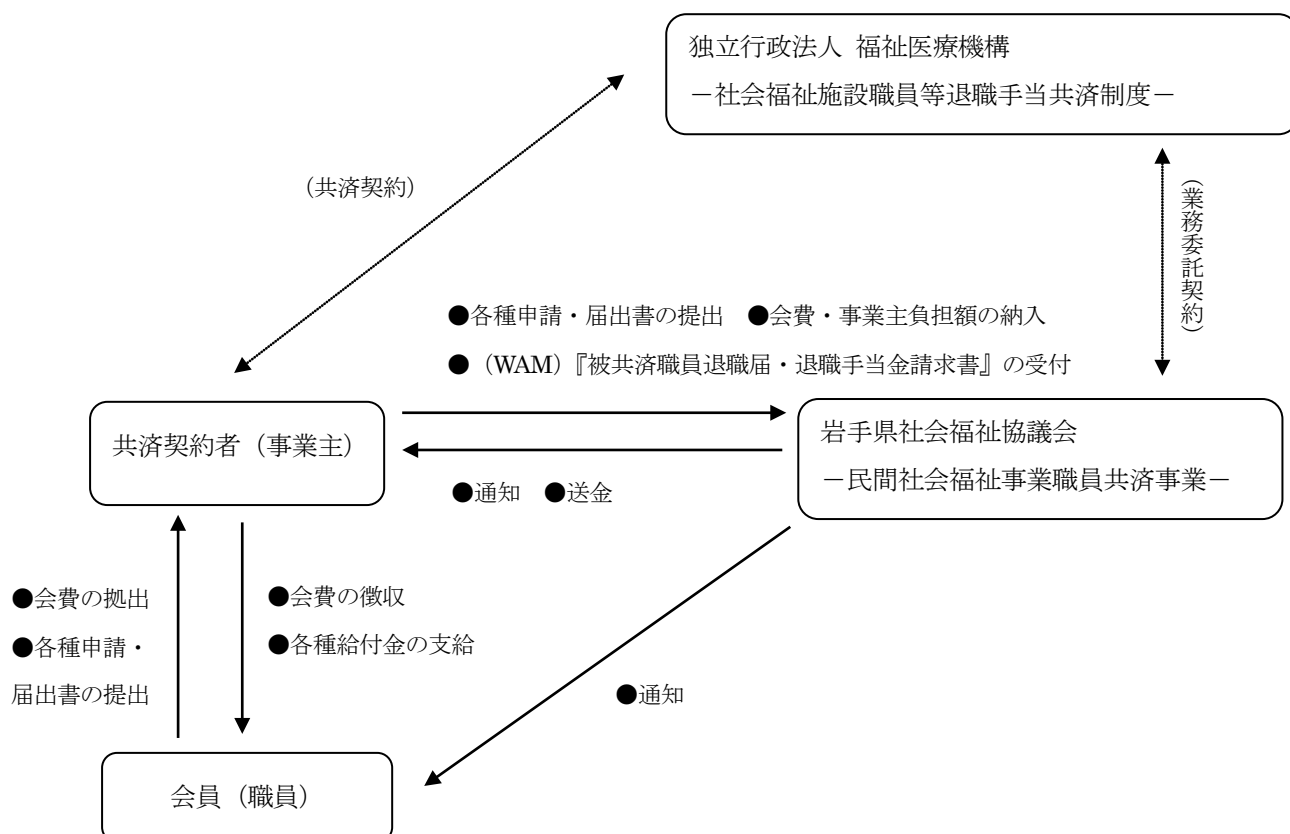 独立行政法人 福祉医療機構
－社会福祉施設職員等退職手当共済制度－
（共済契約）
（業務委託契約）
●各種申請・届出書の提出 ●会費・事業主負担額の納入
●（WAM）『被共済職員退職届・退職手当金請求書』の受付
共済契約者（事業主）
岩手県社会福祉協議会
－民間社会福祉事業職員共済事業－
●通知 ●送金
●会費の拠出
●各種申請・
届出書の提出
●会費の徴収
●各種給付金の支給
●通知
会員（職員）